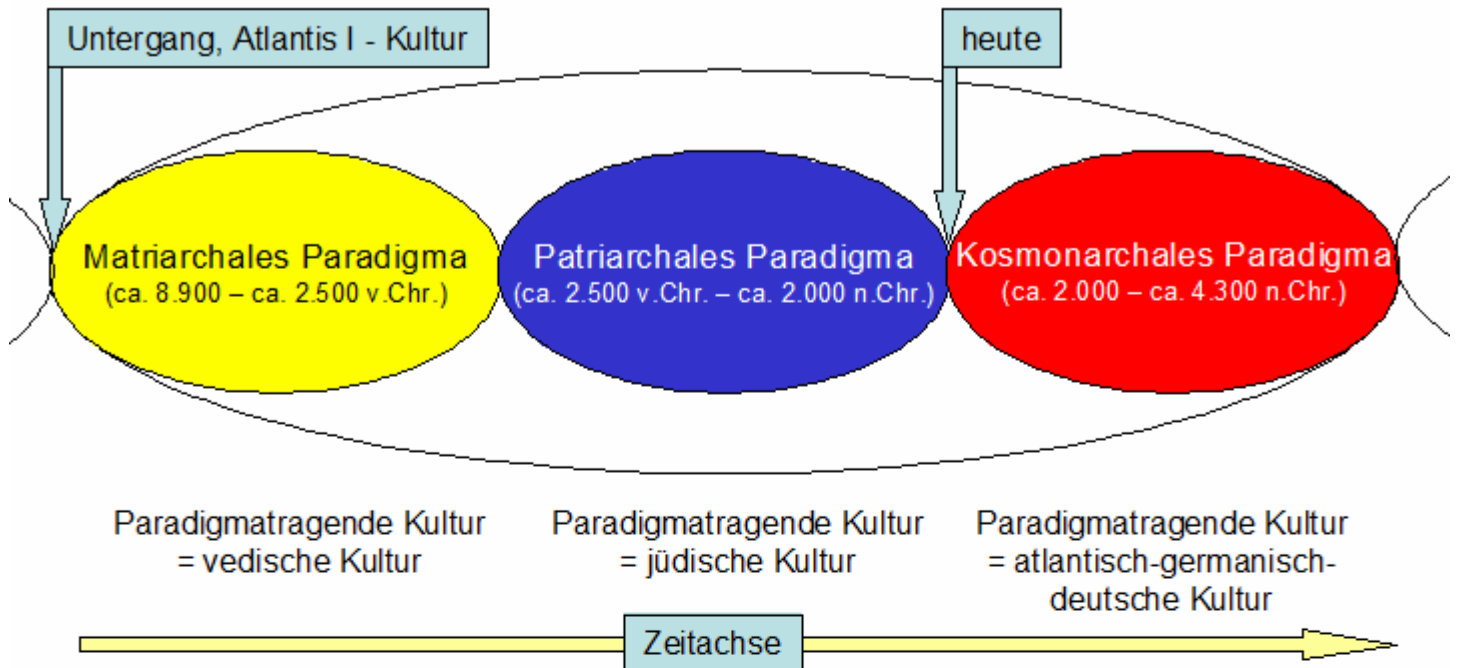 Untergang, Atlantis I - Kultur
heute
Matriarchales Paradigma
(ca. 8.900 – ca. 2.500 v.Chr.)
Patriarchales Paradigma
(ca. 2.500 v.Chr. – ca. 2.000 n.Chr.)
Kosmonarchales Paradigma
(ca. 2.000 – ca. 4.300 n.Chr.)
Paradigmatragende Kultur
= vedische Kultur
Paradigmatragende Kultur
= jüdische Kultur
Paradigmatragende Kultur
= atlantisch-germanisch-
deutsche Kultur
Zeitachse